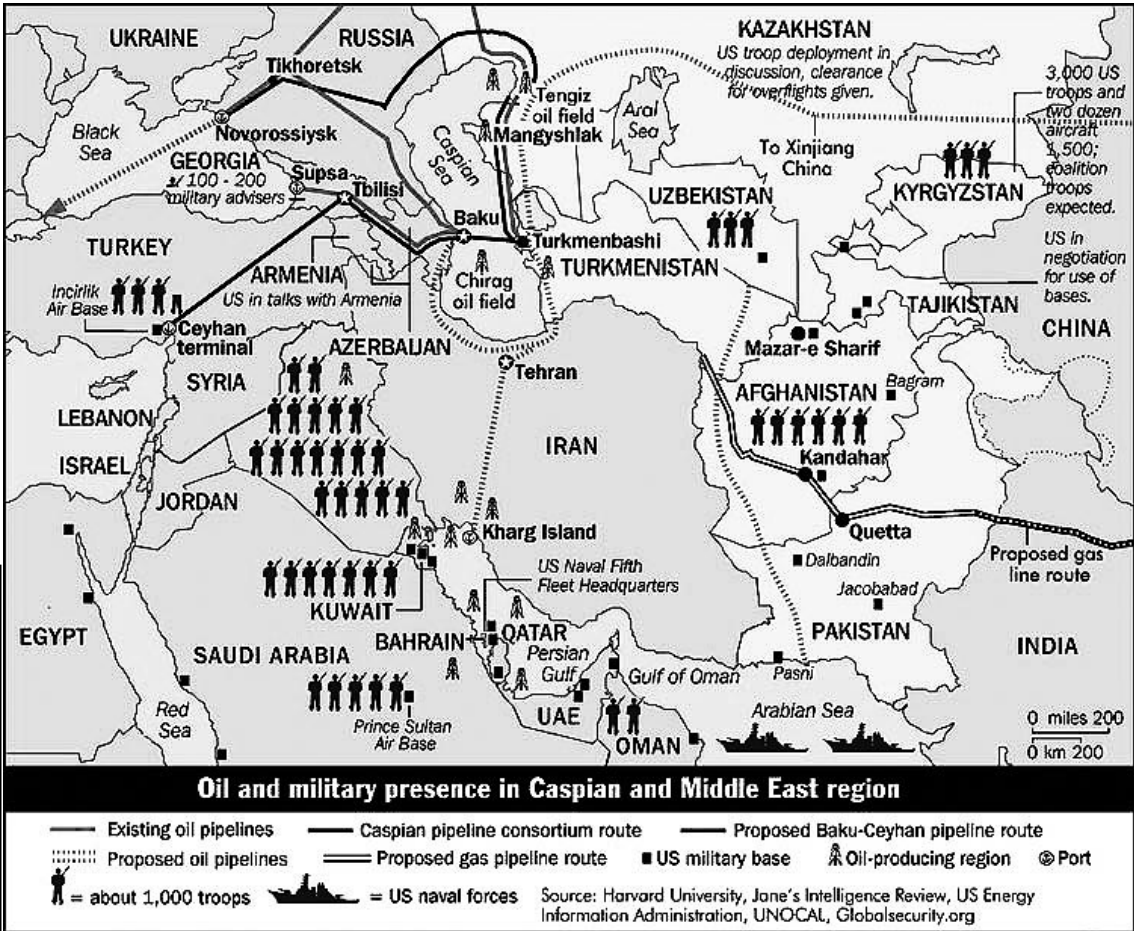 UKRAINE
RUSSIA
KAZAKHSTAN
US troop deployment in
discussion, clearance
for overflights given.
3,000 US
troops and
two dozen
aircraft
1,500;
coalition
troops
expected.
Tikhoretsk
Tengiz
oil field
Aral
Sea
Black
Sea
Novorossiysk
Caspian
Sea
Mangyshlak
To Xinjiang
China
GEORGIA
100 - 200
military advisers
Supsa
Tbilisi
UZBEKISTAN
KYRGYZSTAN
Baku
Turkmenbashi
TURKMENISTAN
US in
negotiation
for use of
bases.
TURKEY
ARMENIA
US in talks with Armenia
Chirag
oil field
TAJIKISTAN
Incirlik
Air Base
Ceyhan
terminal
AZERBAIJAN
CHINA
Mazar-e Sharif
SYRIA
Tehran
AFGHANISTAN
Bagram
LEBANON
IRAN
ISRAEL
Kandahar
JORDAN
Kharg Island
Quetta
Proposed gas
line route
US Naval Fifth
Fleet Headquarters
Dalbandin
Jacobabad
KUWAIT
EGYPT
BAHRAIN
QATAR
PAKISTAN
INDIA
SAUDI ARABIA
Persian
Gulf
Gulf of Oman
Pasni
Red
Sea
Prince Sultan
Air Base
UAE
OMAN
Arabian Sea
0 miles 200
0 km 200
Oil and military presence in Caspian and Middle East region
Existing oil pipelines
Caspian pipeline consortium route
Proposed Baku-Ceyhan pipeline route
Proposed oil pipelines
Proposed gas pipeline route
US military base
Oil-producing region
Port
= about 1,000 troops
= US naval forces
Source: Harvard University, Jane's Intelligence Review, US Energy
Information Administration, UNOCAL, Globalsecurity.org